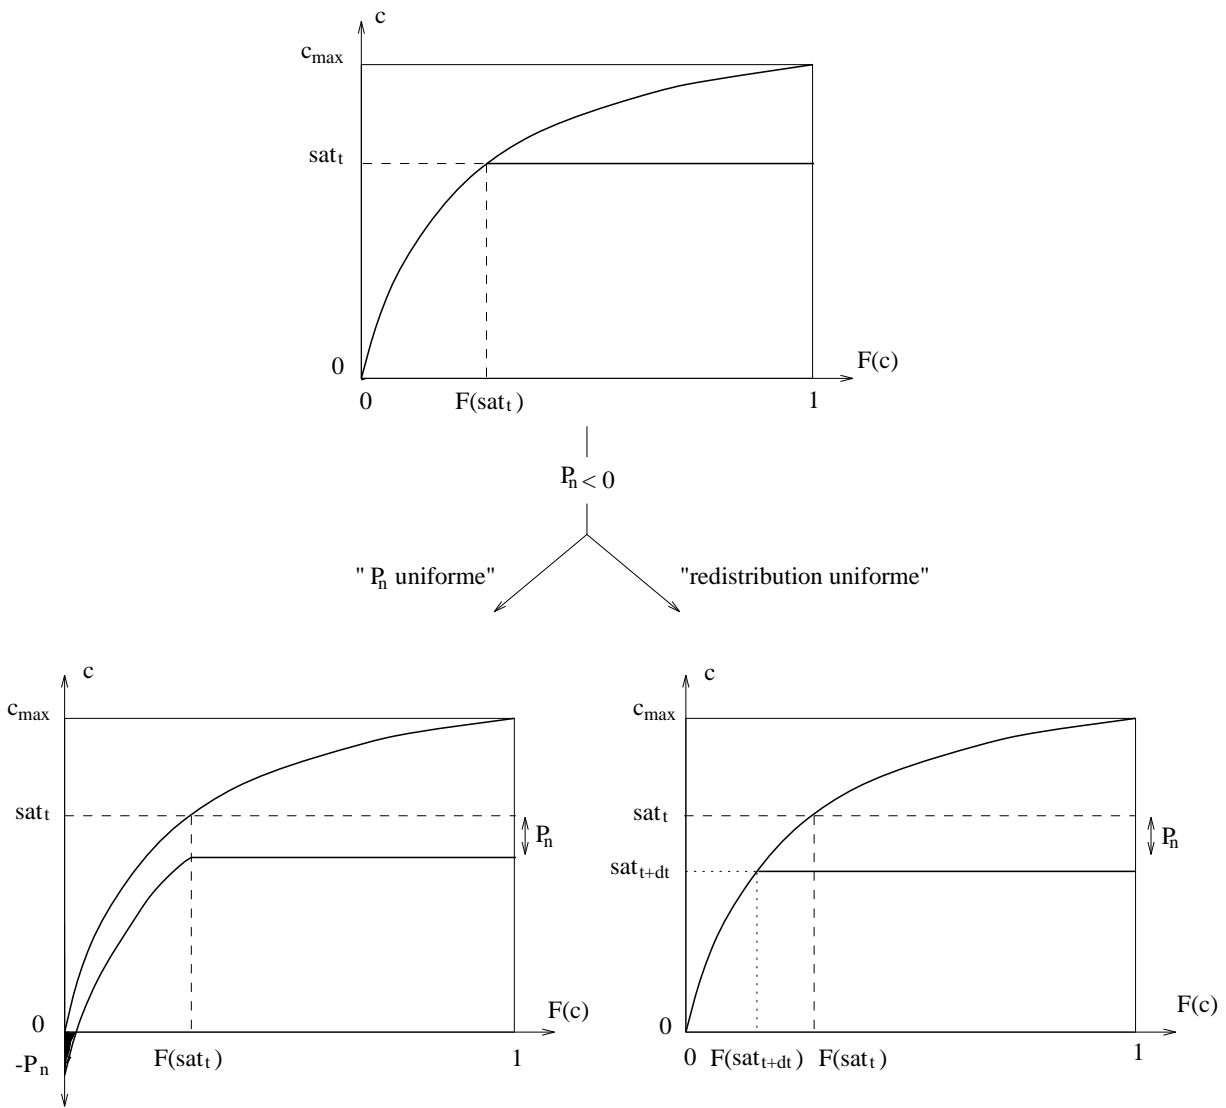 c
c_max
sat_t
0
F(c)
0
F(sat_t )
1
P_n < 0
" P_n uniforme"
"redistribution uniforme"
c
c_max
sat_t
P_n
0
F(c)
-P_n
F(sat_t )
1
c
c_max
sat_t
P_n
sat_t+dt
0
F(c)
0
F(sat_t+dt)
F(sat_t )
1